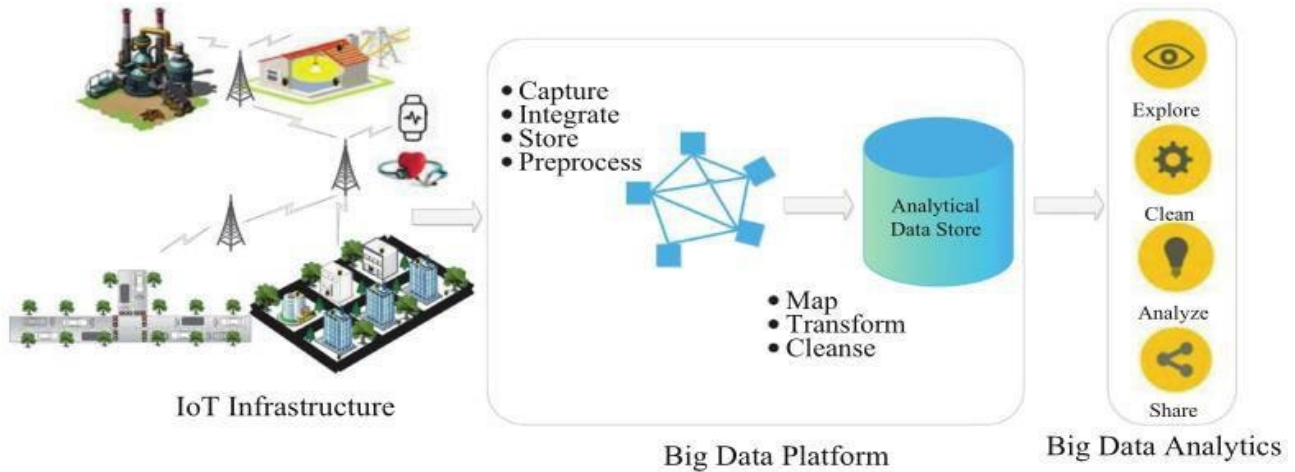 • Capture
• Integrate
• Store
• Preprocess
Analytical
Data Store
• Map
• Transform
• Cleanse
Explore
Clean
Analyze
Share
IoT Infrastructure
Big Data Platform
Big Data Analytics